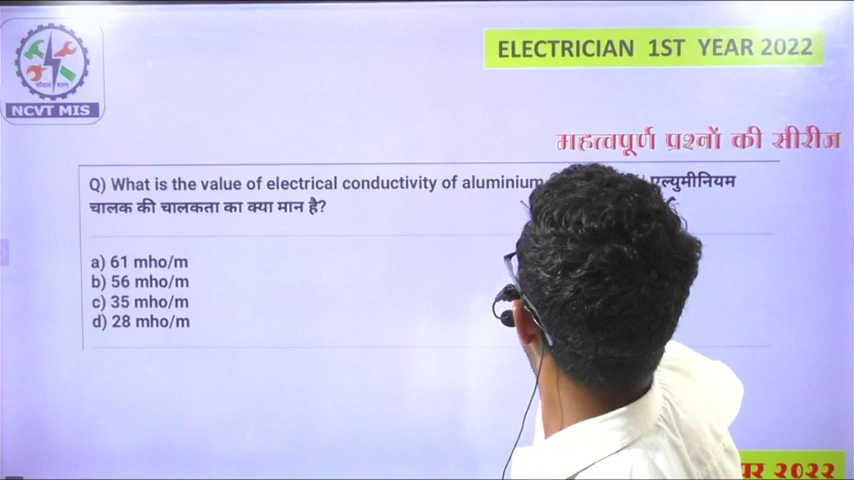 NCVT MIS
ELECTRICIAN 1ST YEAR 2022
महत्वपूर्ण प्रश्नों की सीरीज
Q) What is the value of electrical conductivity of aluminium एल्युमीनियम
चालक की चालकता का क्या मान है?
a) 61 mho/m
b) 56 mho/m
c) 35 mho/m
d) 28 mho/m
२०२२